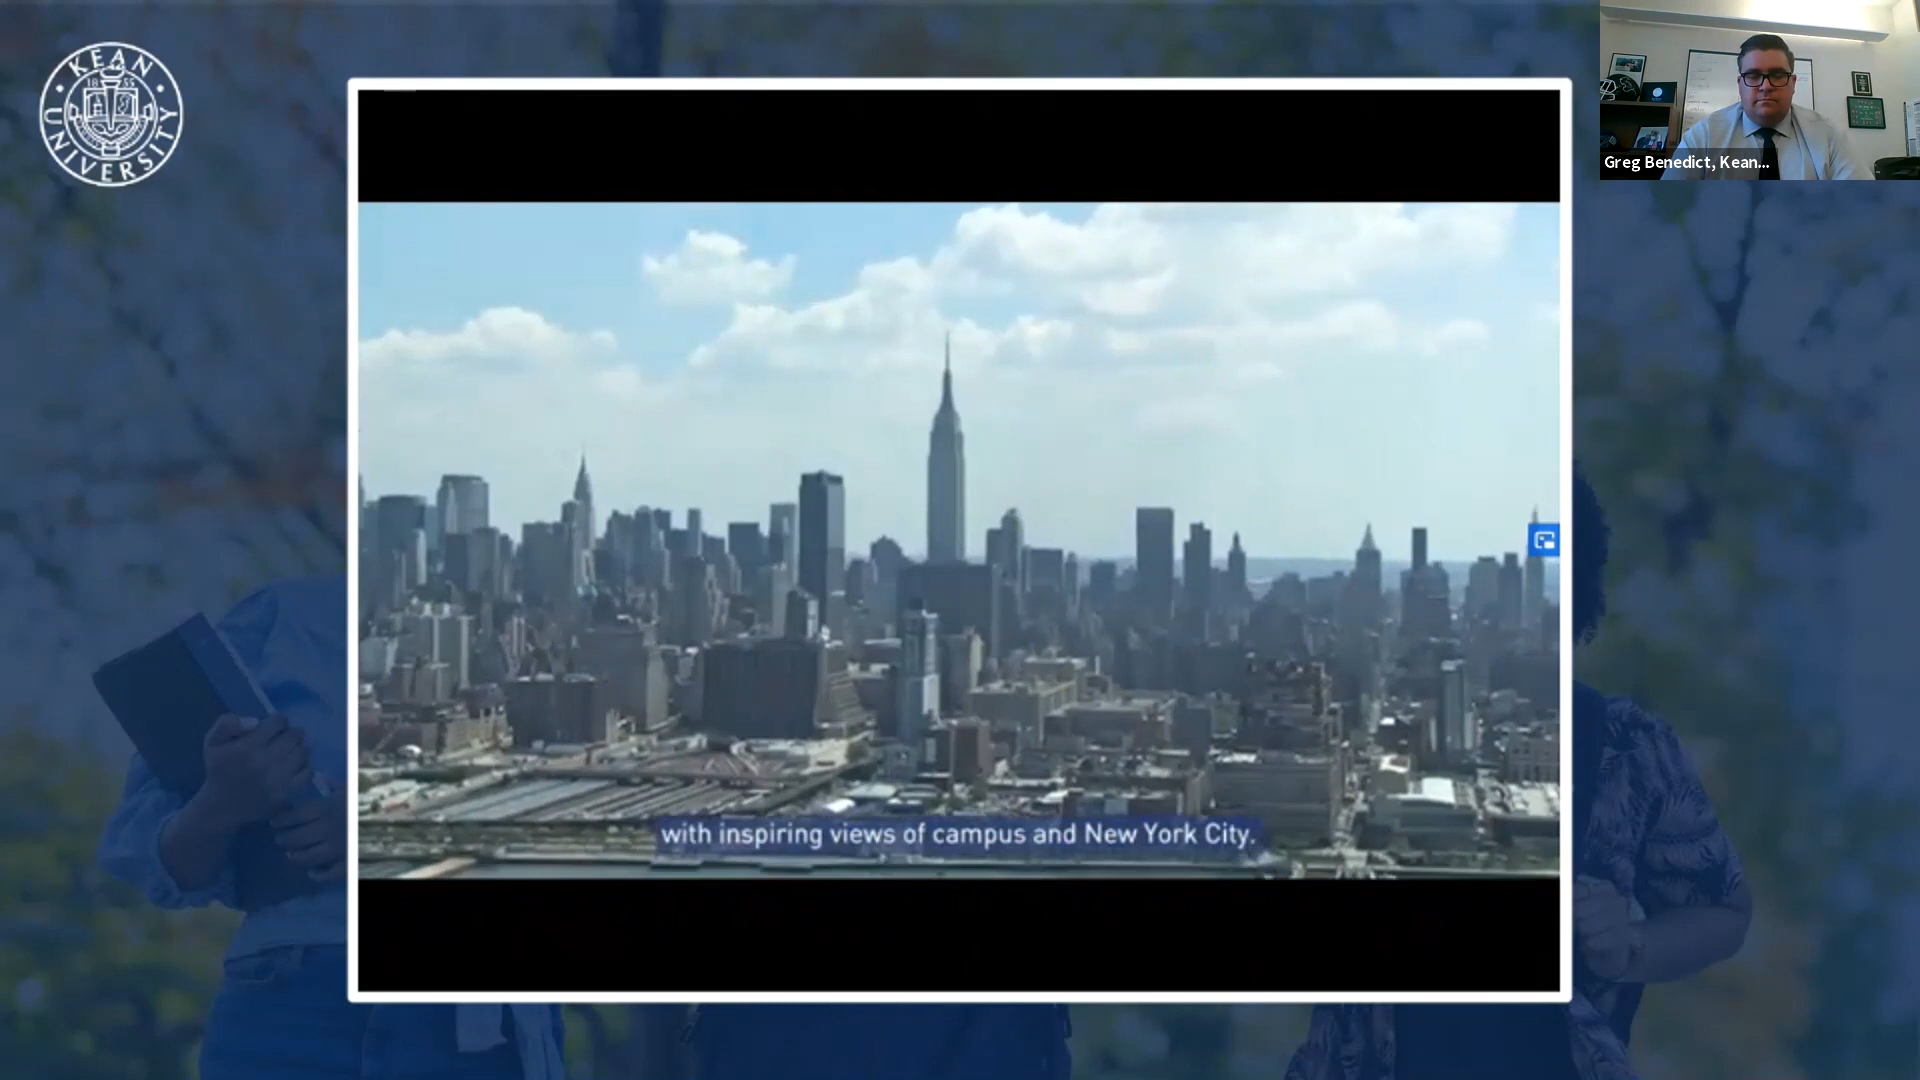 KEAN
1855
UNIVERSITY
Greg Benedict, Kean...
with inspiring views of campus and New York City.